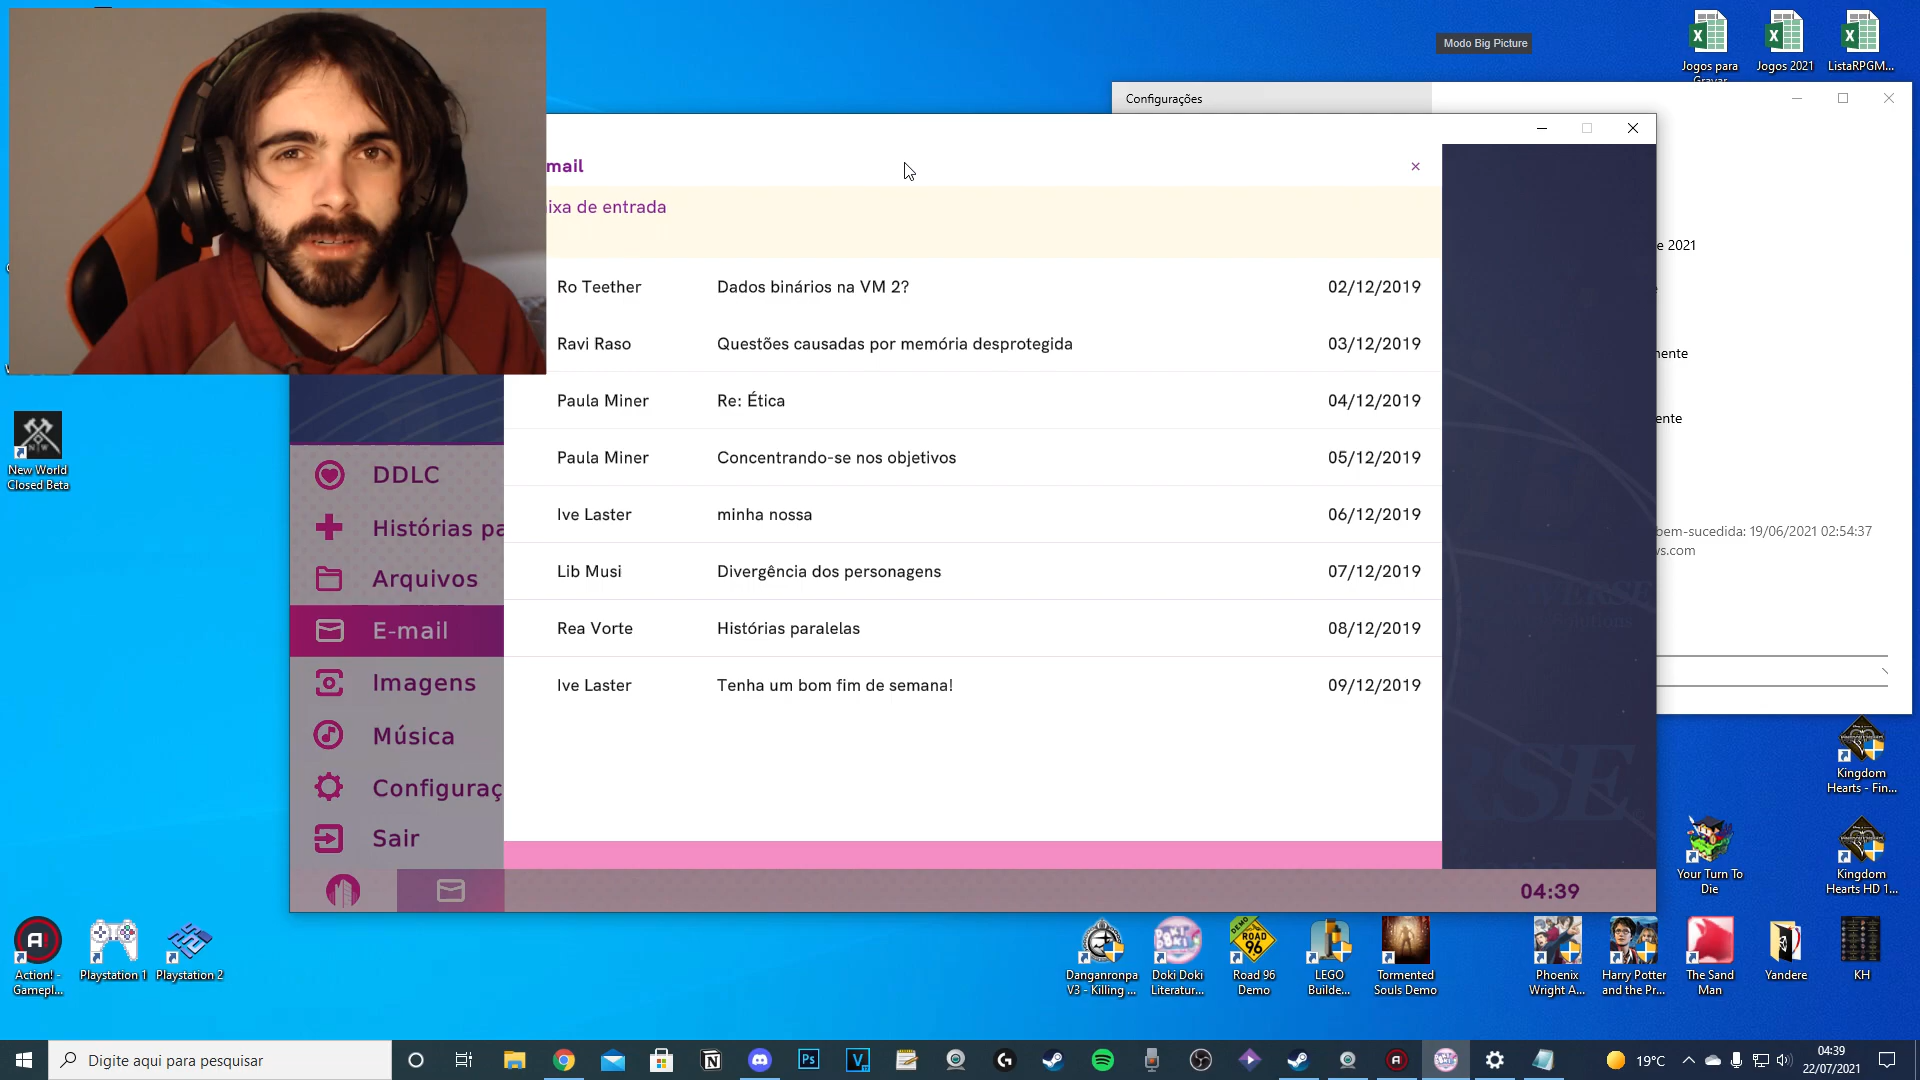 Modo Big Picture
Jogos para
Gravar
Jogos 2021
ListaRPGM...
Configurações
mail
ixa de entrada
e 2021
Ro Teether Dados binários na VM 2? 02/12/2019
Ravi Raso Questões causadas por memória desprotegida 03/12/2019
Paula Miner Re: Ética 04/12/2019
Paula Miner Concentrando-se nos objetivos 05/12/2019
Ive Laster minha nossa 06/12/2019
Lib Musi Divergência dos personagens 07/12/2019
Rea Vorte Histórias paralelas 08/12/2019
Ive Laster Tenha um bom fim de semana! 09/12/2019
nente
ente
bem-sucedida: 19/06/2021 02:54:37
vs.com
New World
Closed Beta
DDLC
Histórias pa
Arquivos
E-mail
Imagens
Música
Configuraç
Sair
04:39
Kingdom
Hearts - Fin...
Your Turn To
Die
Kingdom
Hearts HD 1...
Action! -
Gamepl...
Playstation 1
Playstation 2
Danganronpa
V3 - Killing ...
Doki Doki
Literatur...
Road 96
Demo
LEGO
Builde...
Tormented
Souls Demo
Phoenix
Wright A...
Harry Potter
and the Pr...
The Sand
Man
Yandere
KH
Digite aqui para pesquisar
19°C
04:39
22/07/2021